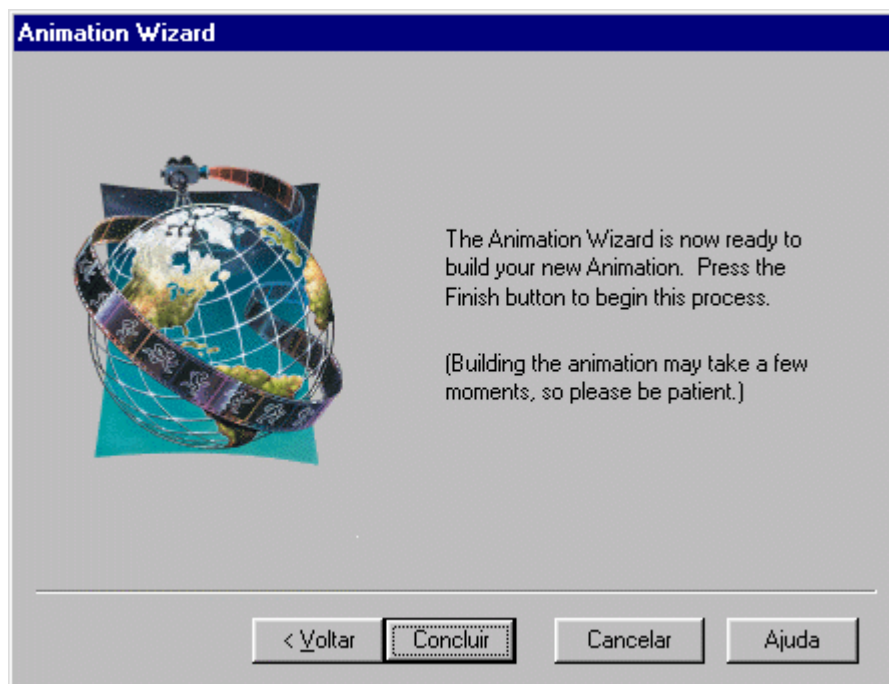 Animation Wizard
The Animation Wizard is now ready to
build your new Animation.  Press the
Finish button to begin this process.
(Building the animation may take a few
moments, so please be patient.)
< Voltar
Concluir
Cancelar
Ajuda